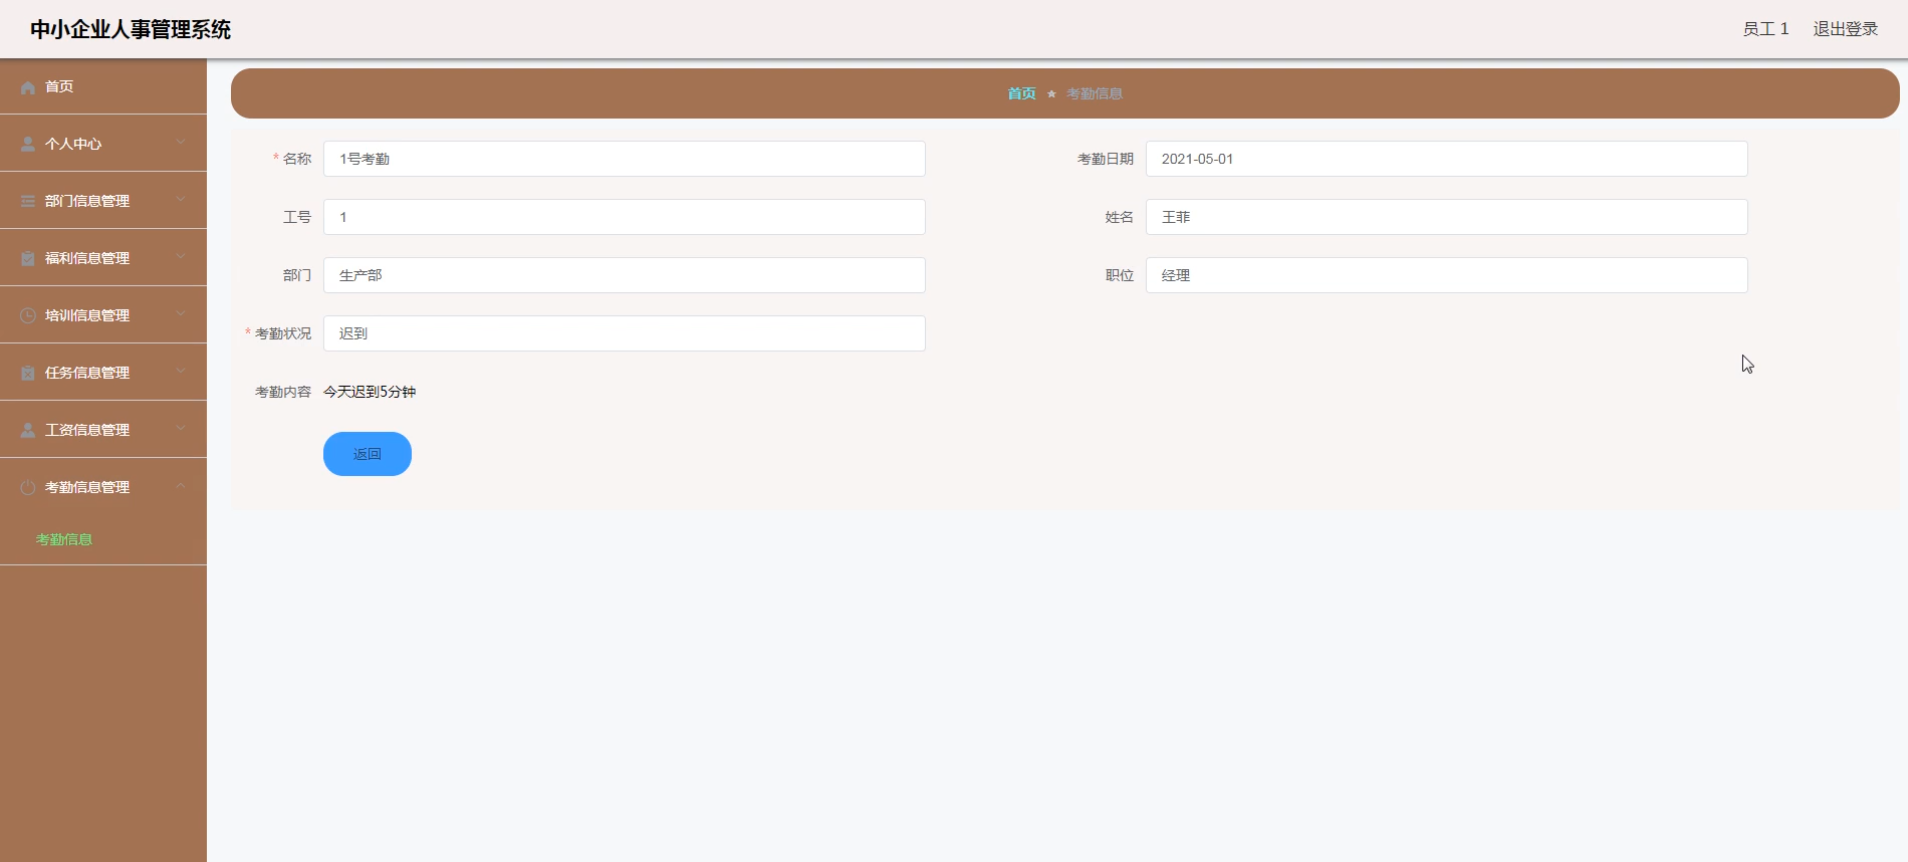 中小企业人事管理系统
员工 1 退出登录
首页
个人中心
部门信息管理
福利信息管理
培训信息管理
任务信息管理
工资信息管理
考勤信息管理
考勤信息
首页 ★ 考勤信息
* 名称 1号考勤 考勤日期 2021-05-01
工号 1 姓名 王菲
部门 生产部 职位 经理
* 考勤状况 迟到
考勤内容 今天迟到5分钟
返回